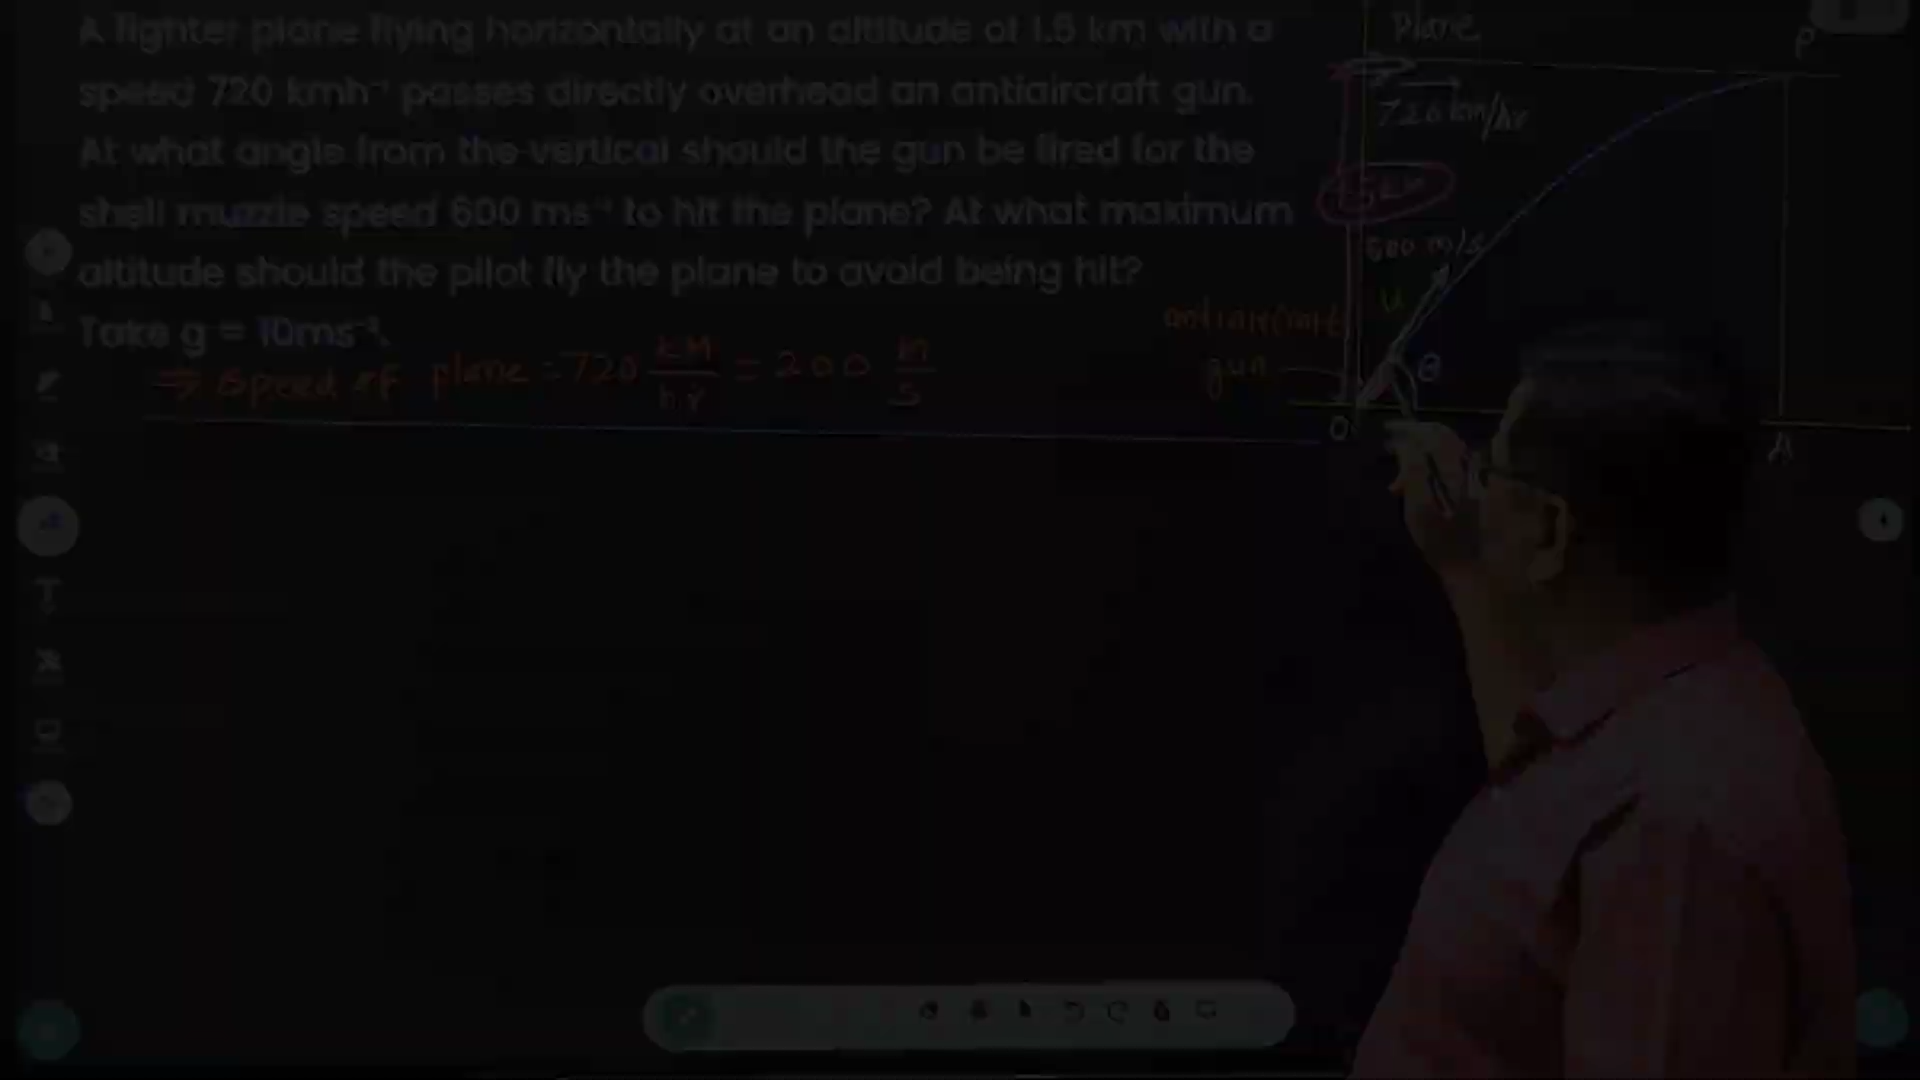 A fighter plane flying horizontally at an altitude of 1.5 km with a
speed 720 kmh⁻¹ passes directly overhead an antiaircraft gun.
At what angle from the vertical should the gun be fired for the
shell muzzle speed 600 ms⁻¹ to hit the plane? At what maximum
altitude should the pilot fly the plane to avoid being hit?
Take g = 10ms⁻².
⇒ Speed of plane = 720 km/hr = 200 m/s
plane
P
720 km/hr
1.5 km
600 m/s
u
antiaircraft
gun
θ
O
A
T